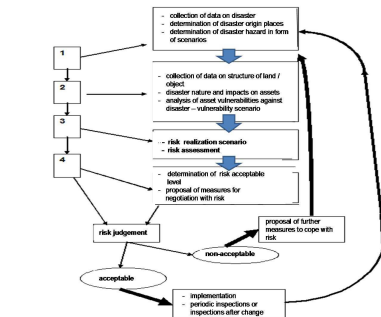 - collection of data on disaster
- determination of disaster origin places
- determination of disaster hazard in form
of scenarios
1
- collection of data on structure of land /
object
- disaster nature and impacts on assets
- analysis of asset vulnerabilities against
disaster – vulnerability scenario
2
3
- risk realization scenario
- risk assessment
4
- determination of risk acceptable
level
- proposal of measures for
negotiation with risk
risk judgement
proposal of further
measures to cope with
risk
non-acceptable
acceptable
- implementation
- periodic inspections or
inspections after change